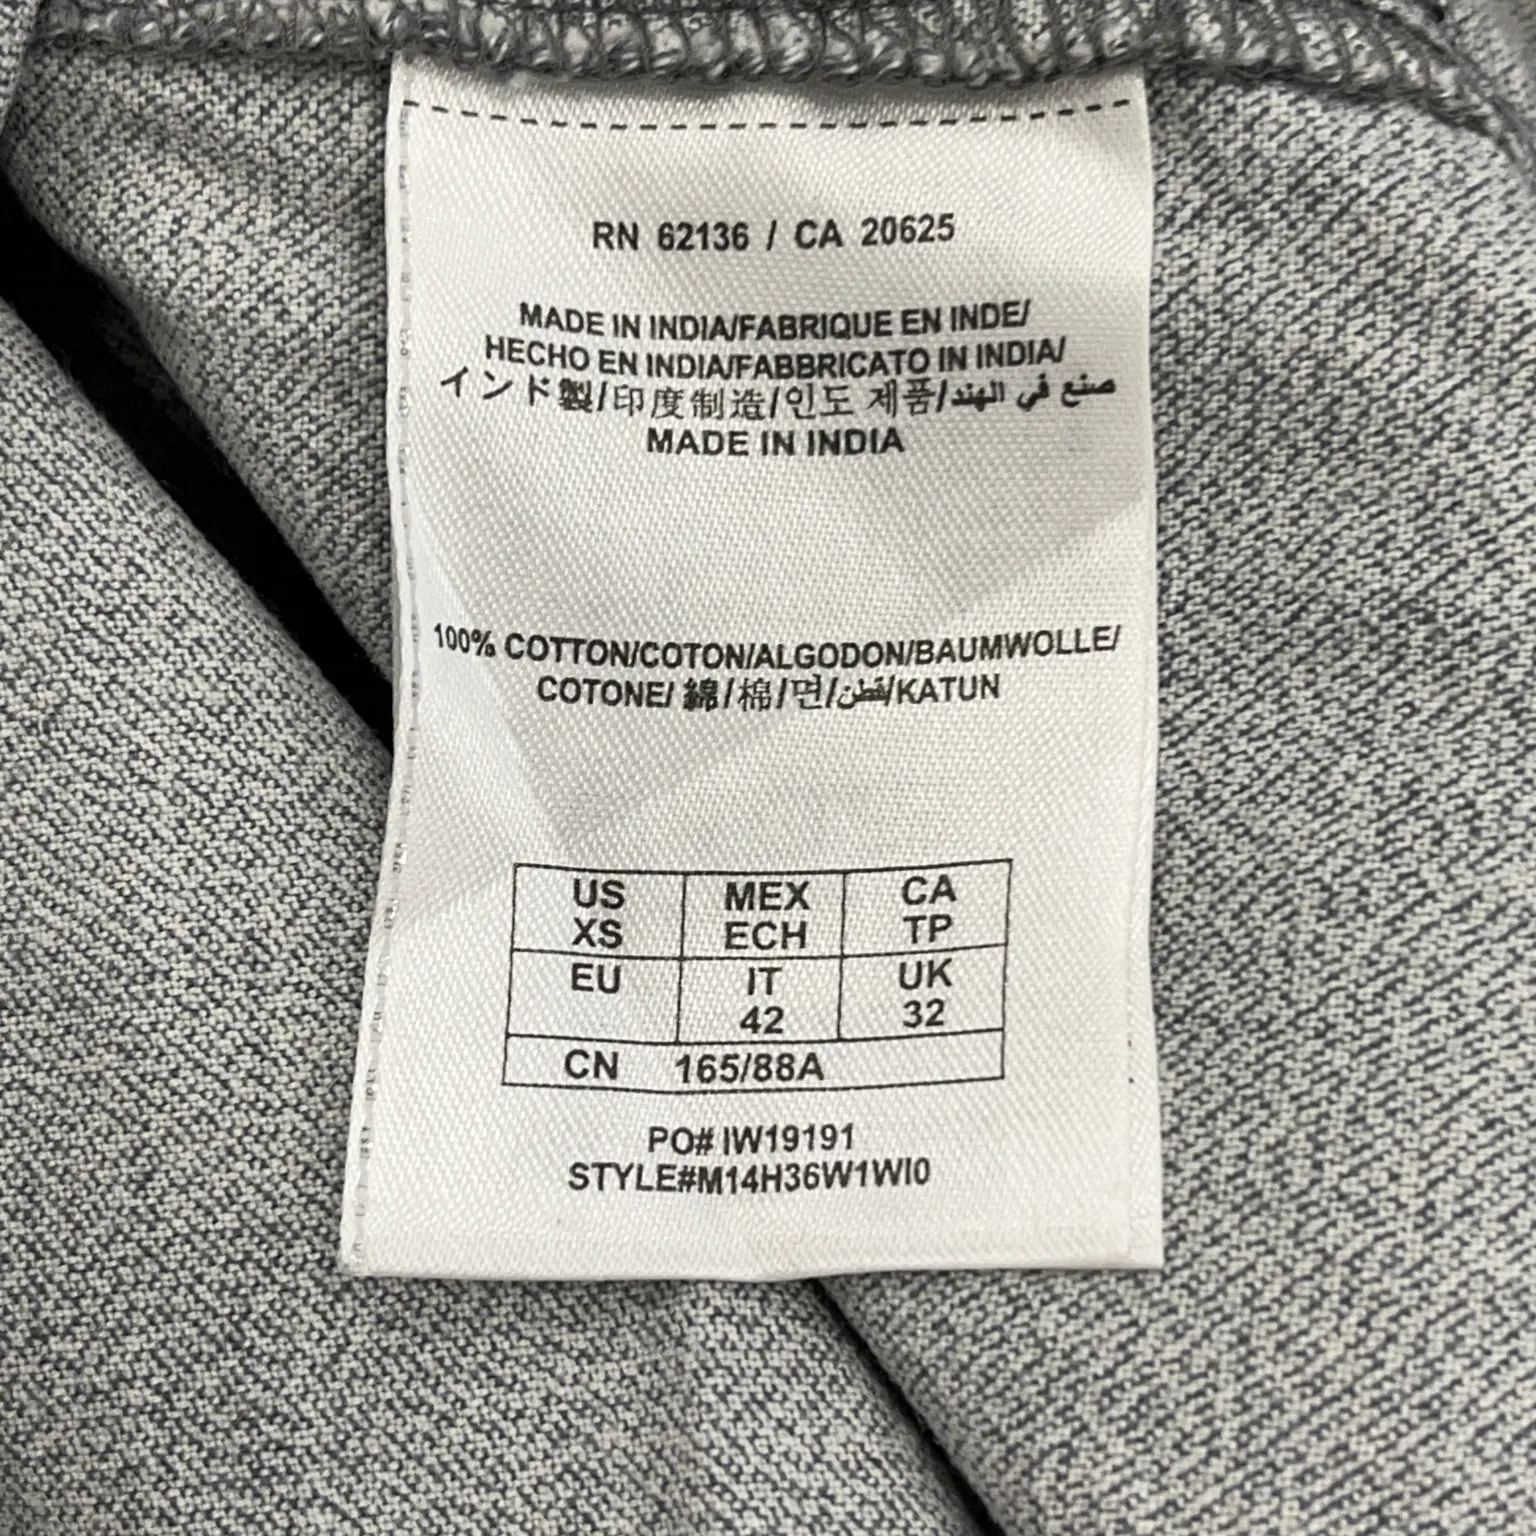 RN 62136 / CA 20625
MADE IN INDIA/FABRIQUE EN INDE/
HECHO EN INDIA/FABBRICATO IN INDIA/
インド製/印度制造/인도 제품/صنع في الهند
MADE IN INDIA
100% COTTON/COTON/ALGODON/BAUMWOLLE/
COTONE/ 綿/棉/면/قطن/KATUN
US MEX CA
XS ECH TP
EU IT UK
42 32
CN 165/88A
PO# IW19191
STYLE#M14H36W1WI0